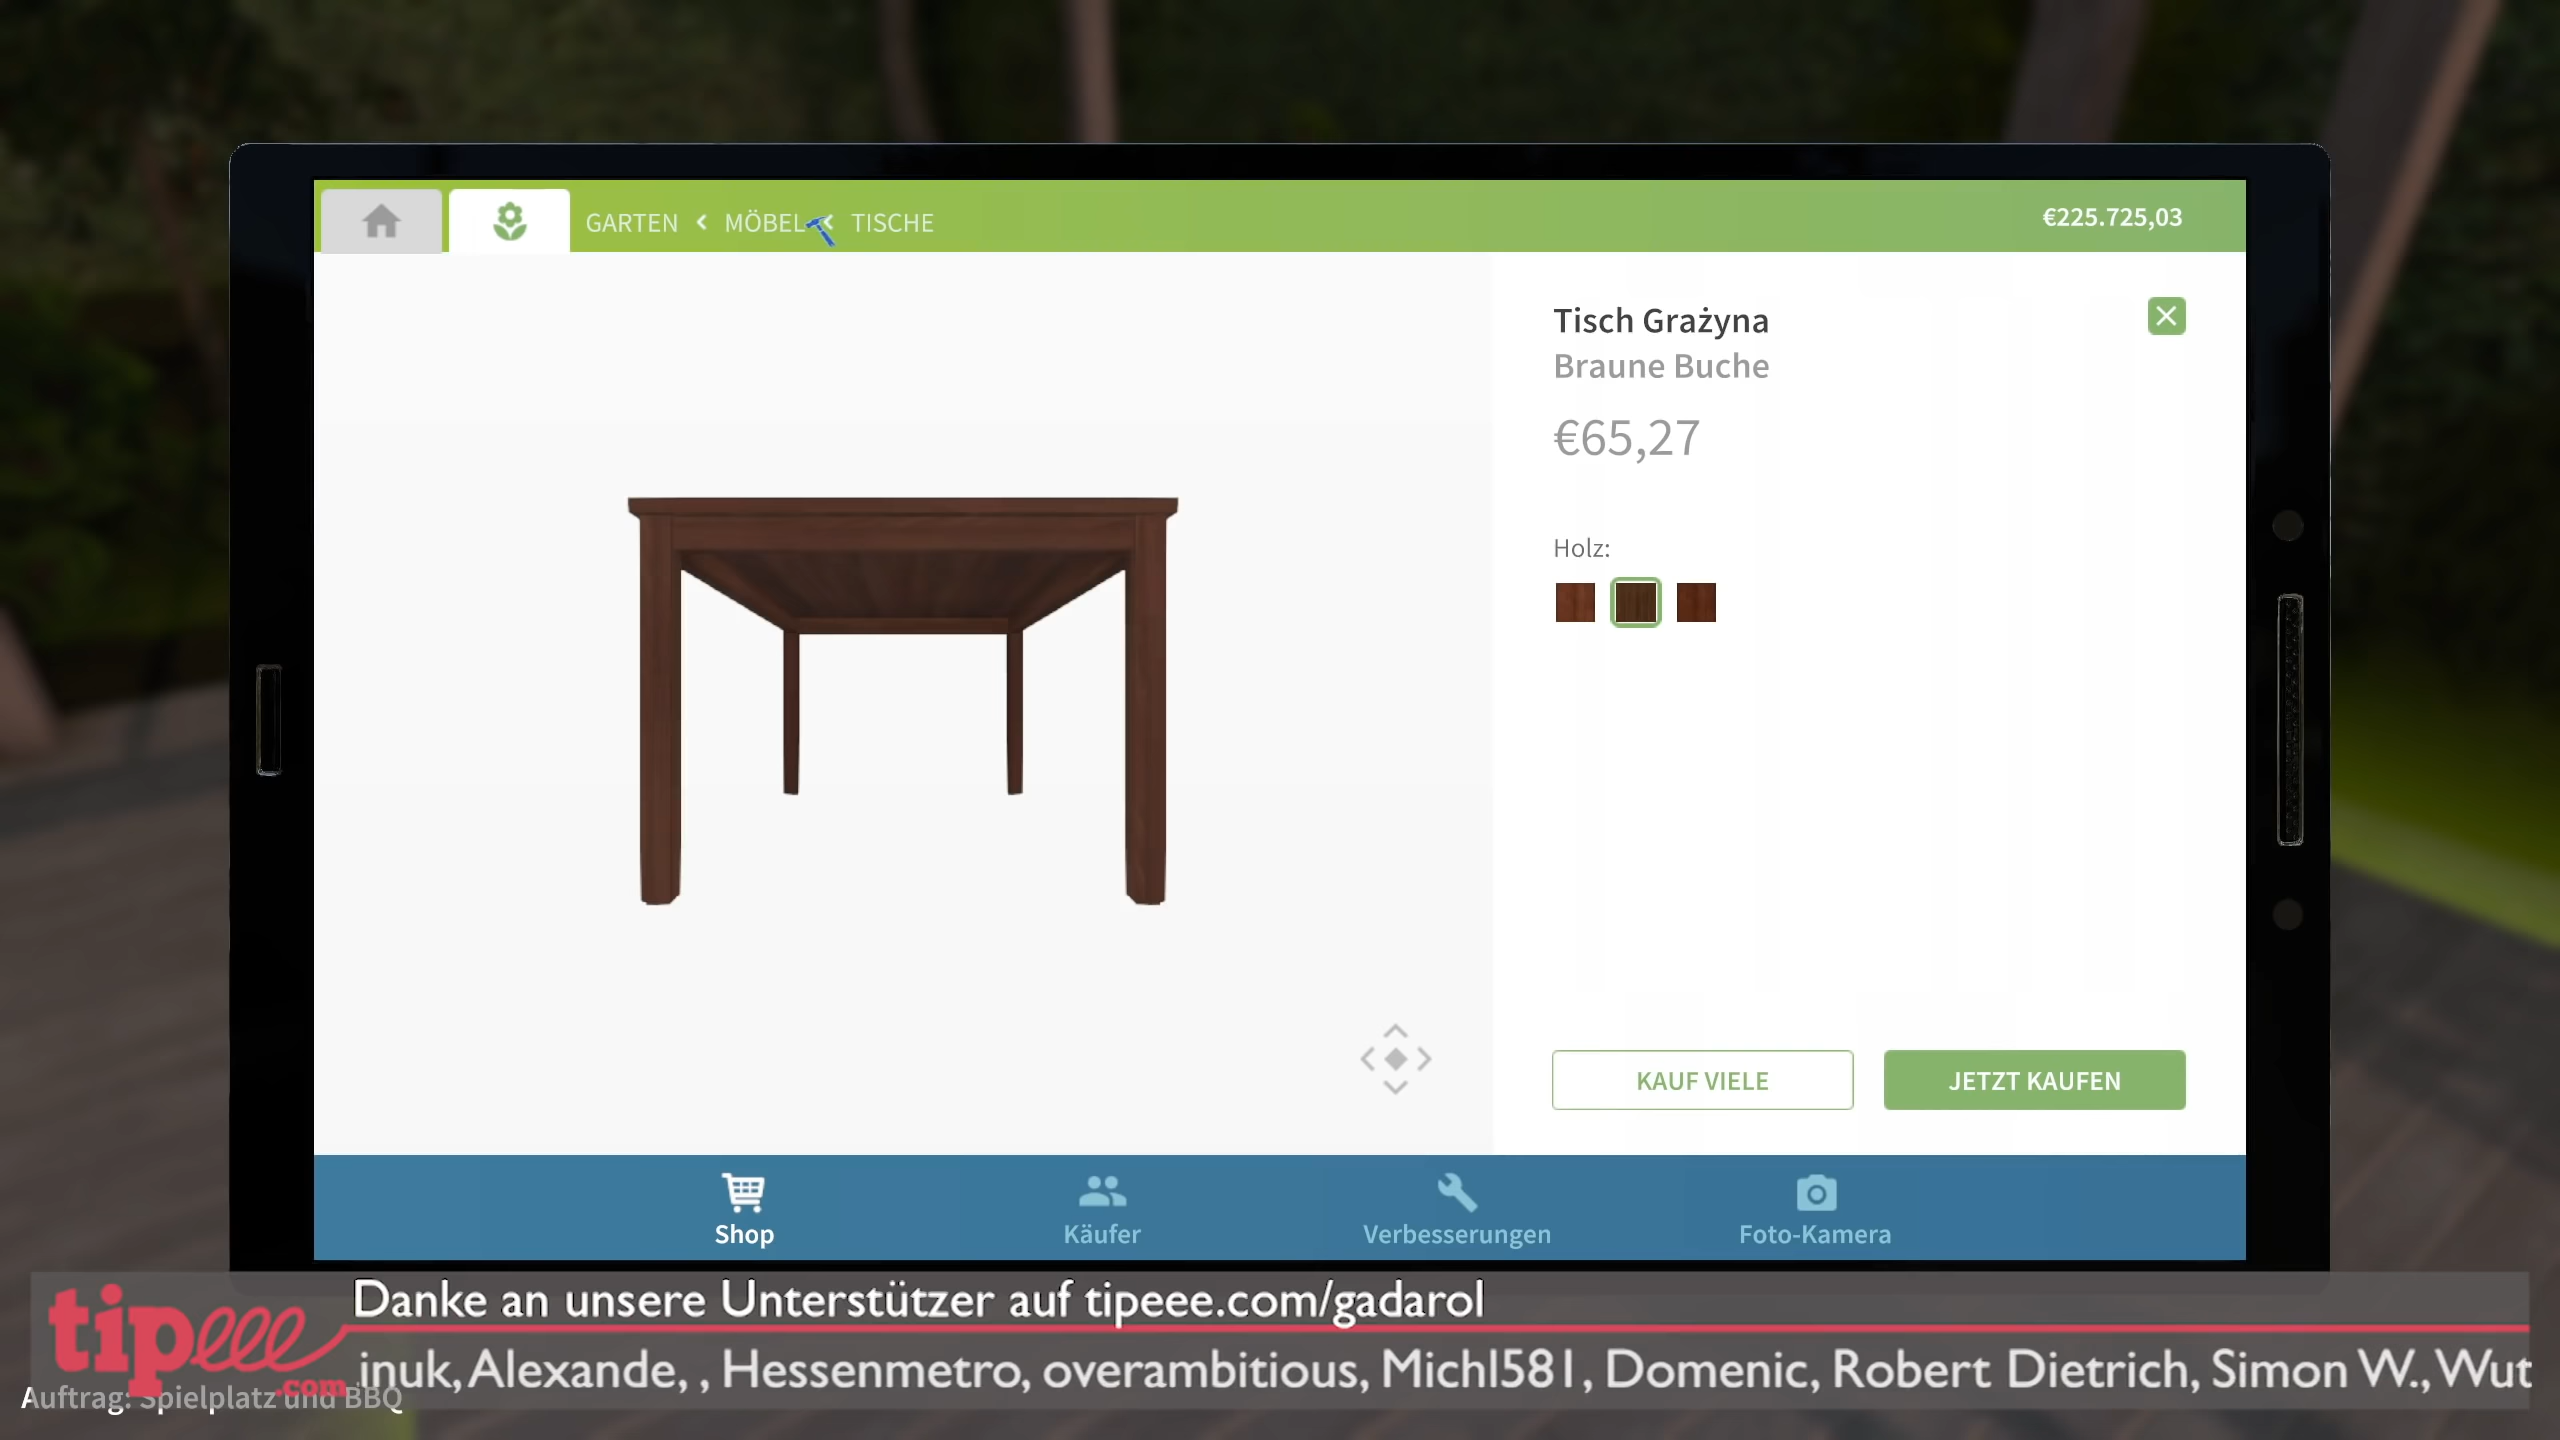 GARTEN < MÖBEL < TISCHE
€225.725,03
Tisch Grażyna
Braune Buche
€65,27
Holz:
KAUF VIELE
JETZT KAUFEN
Shop
Käufer
Verbesserungen
Foto-Kamera
tipeee.com
Danke an unsere Unterstützer auf tipeee.com/gadarol
inuk, Alexande, , Hessenmetro, overambitious, Michl581, Domenic, Robert Dietrich, Simon W., Wut
Auftrag: Spielplatz und BBQ